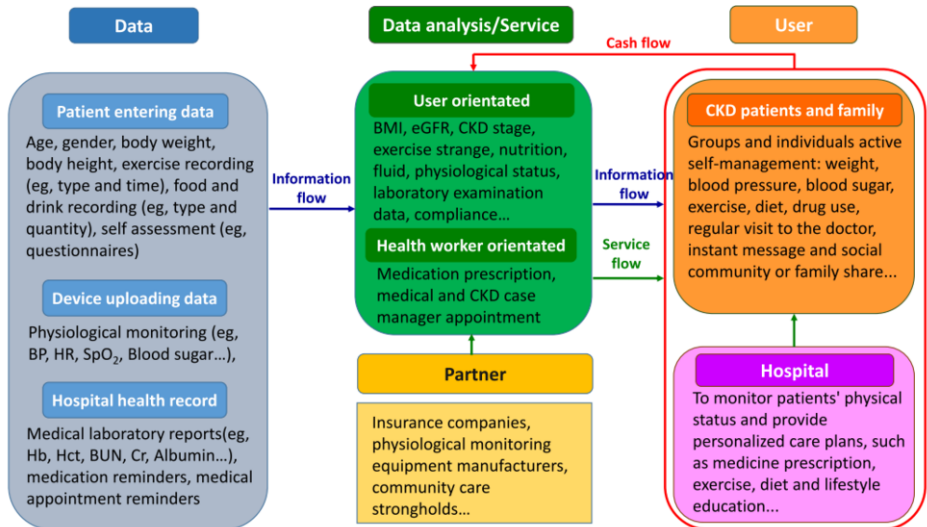 Data
Patient entering data
Age, gender, body weight,
body height, exercise recording
(eg, type and time), food and
drink recording (eg, type and
quantity), self assessment (eg,
questionnaires)
Device uploading data
Physiological monitoring (eg,
BP, HR, SpO₂, Blood sugar…),
Hospital health record
Medical laboratory reports(eg,
Hb, Hct, BUN, Cr, Albumin…),
medication reminders, medical
appointment reminders
Information
flow
Data analysis/Service
User orientated
BMI, eGFR, CKD stage,
exercise strange, nutrition,
fluid, physiological status,
laboratory examination
data, compliance…
Health worker orientated
Medication prescription,
medical and CKD case
manager appointment
Partner
Insurance companies,
physiological monitoring
equipment manufacturers,
community care
strongholds…
Cash flow
Information
flow
Service
flow
User
CKD patients and family
Groups and individuals active
self-management: weight,
blood pressure, blood sugar,
exercise, diet, drug use,
regular visit to the doctor,
instant message and social
community or family share...
Hospital
To monitor patients' physical
status and provide
personalized care plans, such
as medicine prescription,
exercise, diet and lifestyle
education...